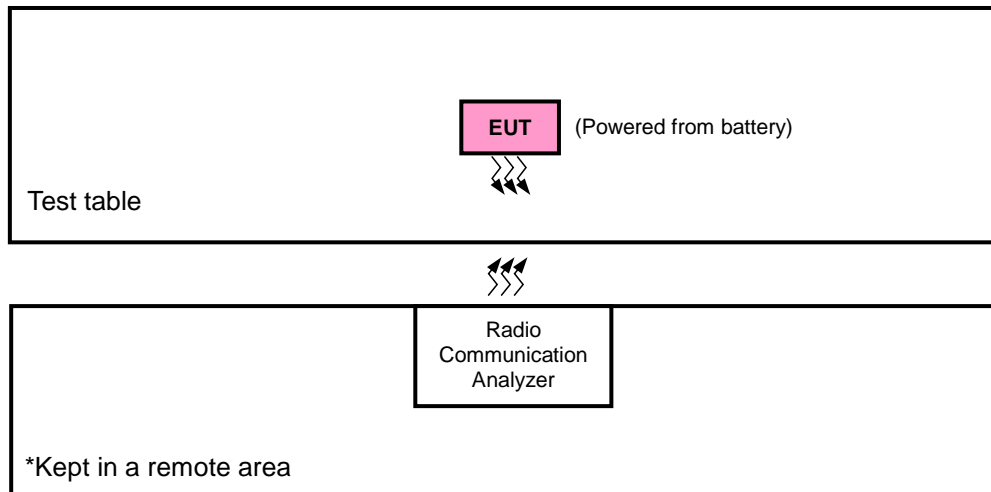 EUT
(Powered from battery)
Test table
Radio
Communication
Analyzer
*Kept in a remote area